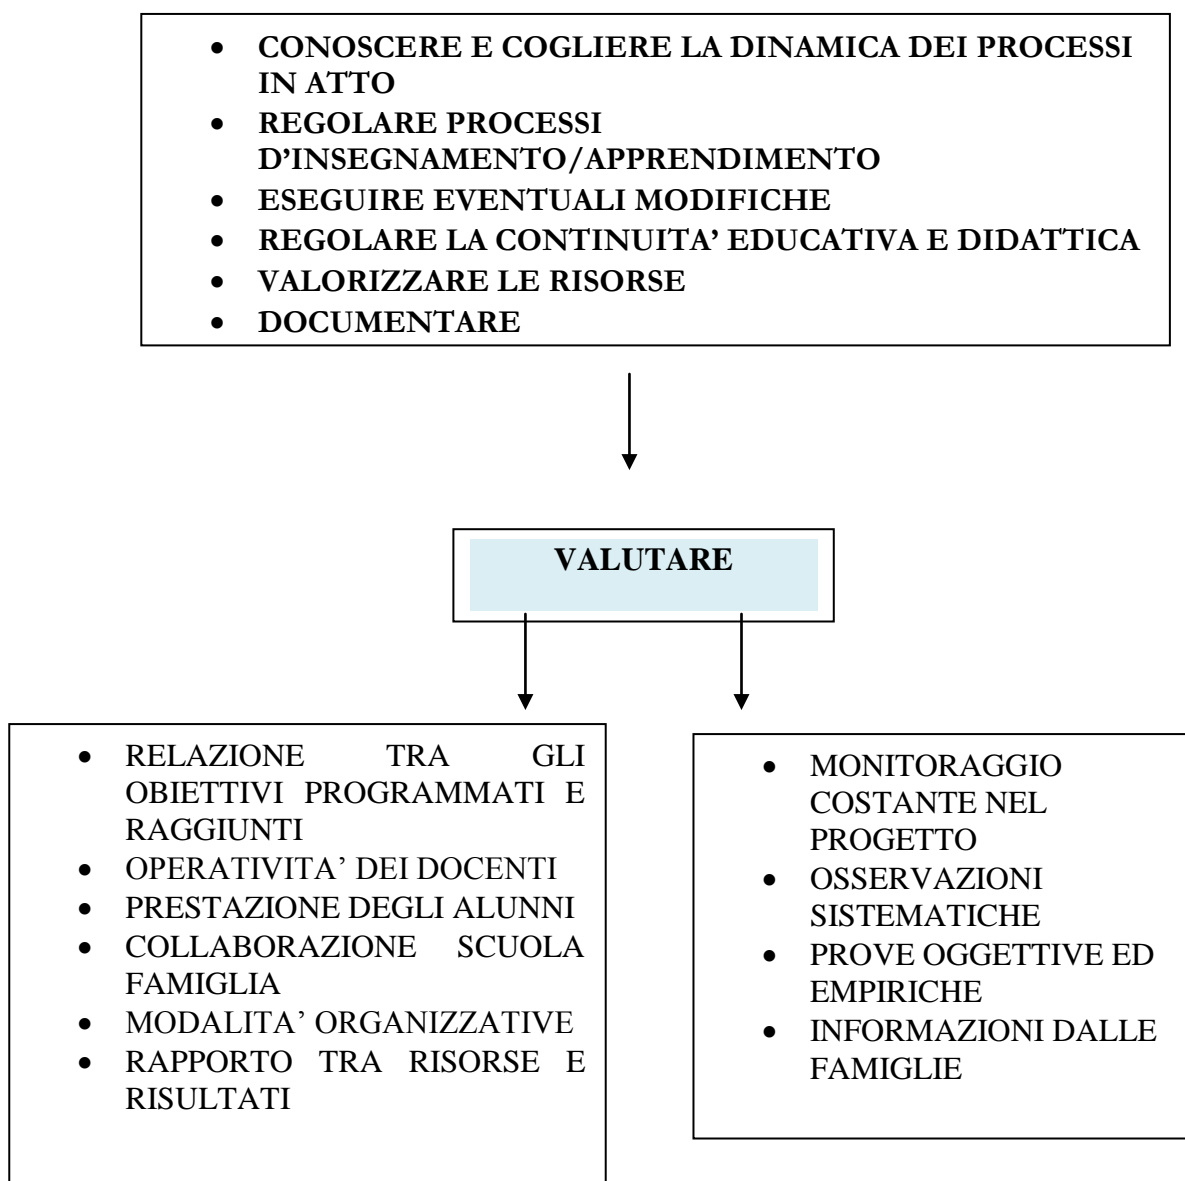 • CONOSCERE E COGLIERE LA DINAMICA DEI PROCESSI
IN ATTO
• REGOLARE PROCESSI
D’INSEGNAMENTO/APPRENDIMENTO
• ESEGUIRE EVENTUALI MODIFICHE
• REGOLARE LA CONTINUITA’ EDUCATIVA E DIDATTICA
• VALORIZZARE LE RISORSE
• DOCUMENTARE
VALUTARE
• RELAZIONE TRA GLI
OBIETTIVI PROGRAMMATI E
RAGGIUNTI
• OPERATIVITA’ DEI DOCENTI
• PRESTAZIONE DEGLI ALUNNI
• COLLABORAZIONE SCUOLA
FAMIGLIA
• MODALITA’ ORGANIZZATIVE
• RAPPORTO TRA RISORSE E
RISULTATI
• MONITORAGGIO
COSTANTE NEL
PROGETTO
• OSSERVAZIONI
SISTEMATICHE
• PROVE OGGETTIVE ED
EMPIRICHE
• INFORMAZIONI DALLE
FAMIGLIE